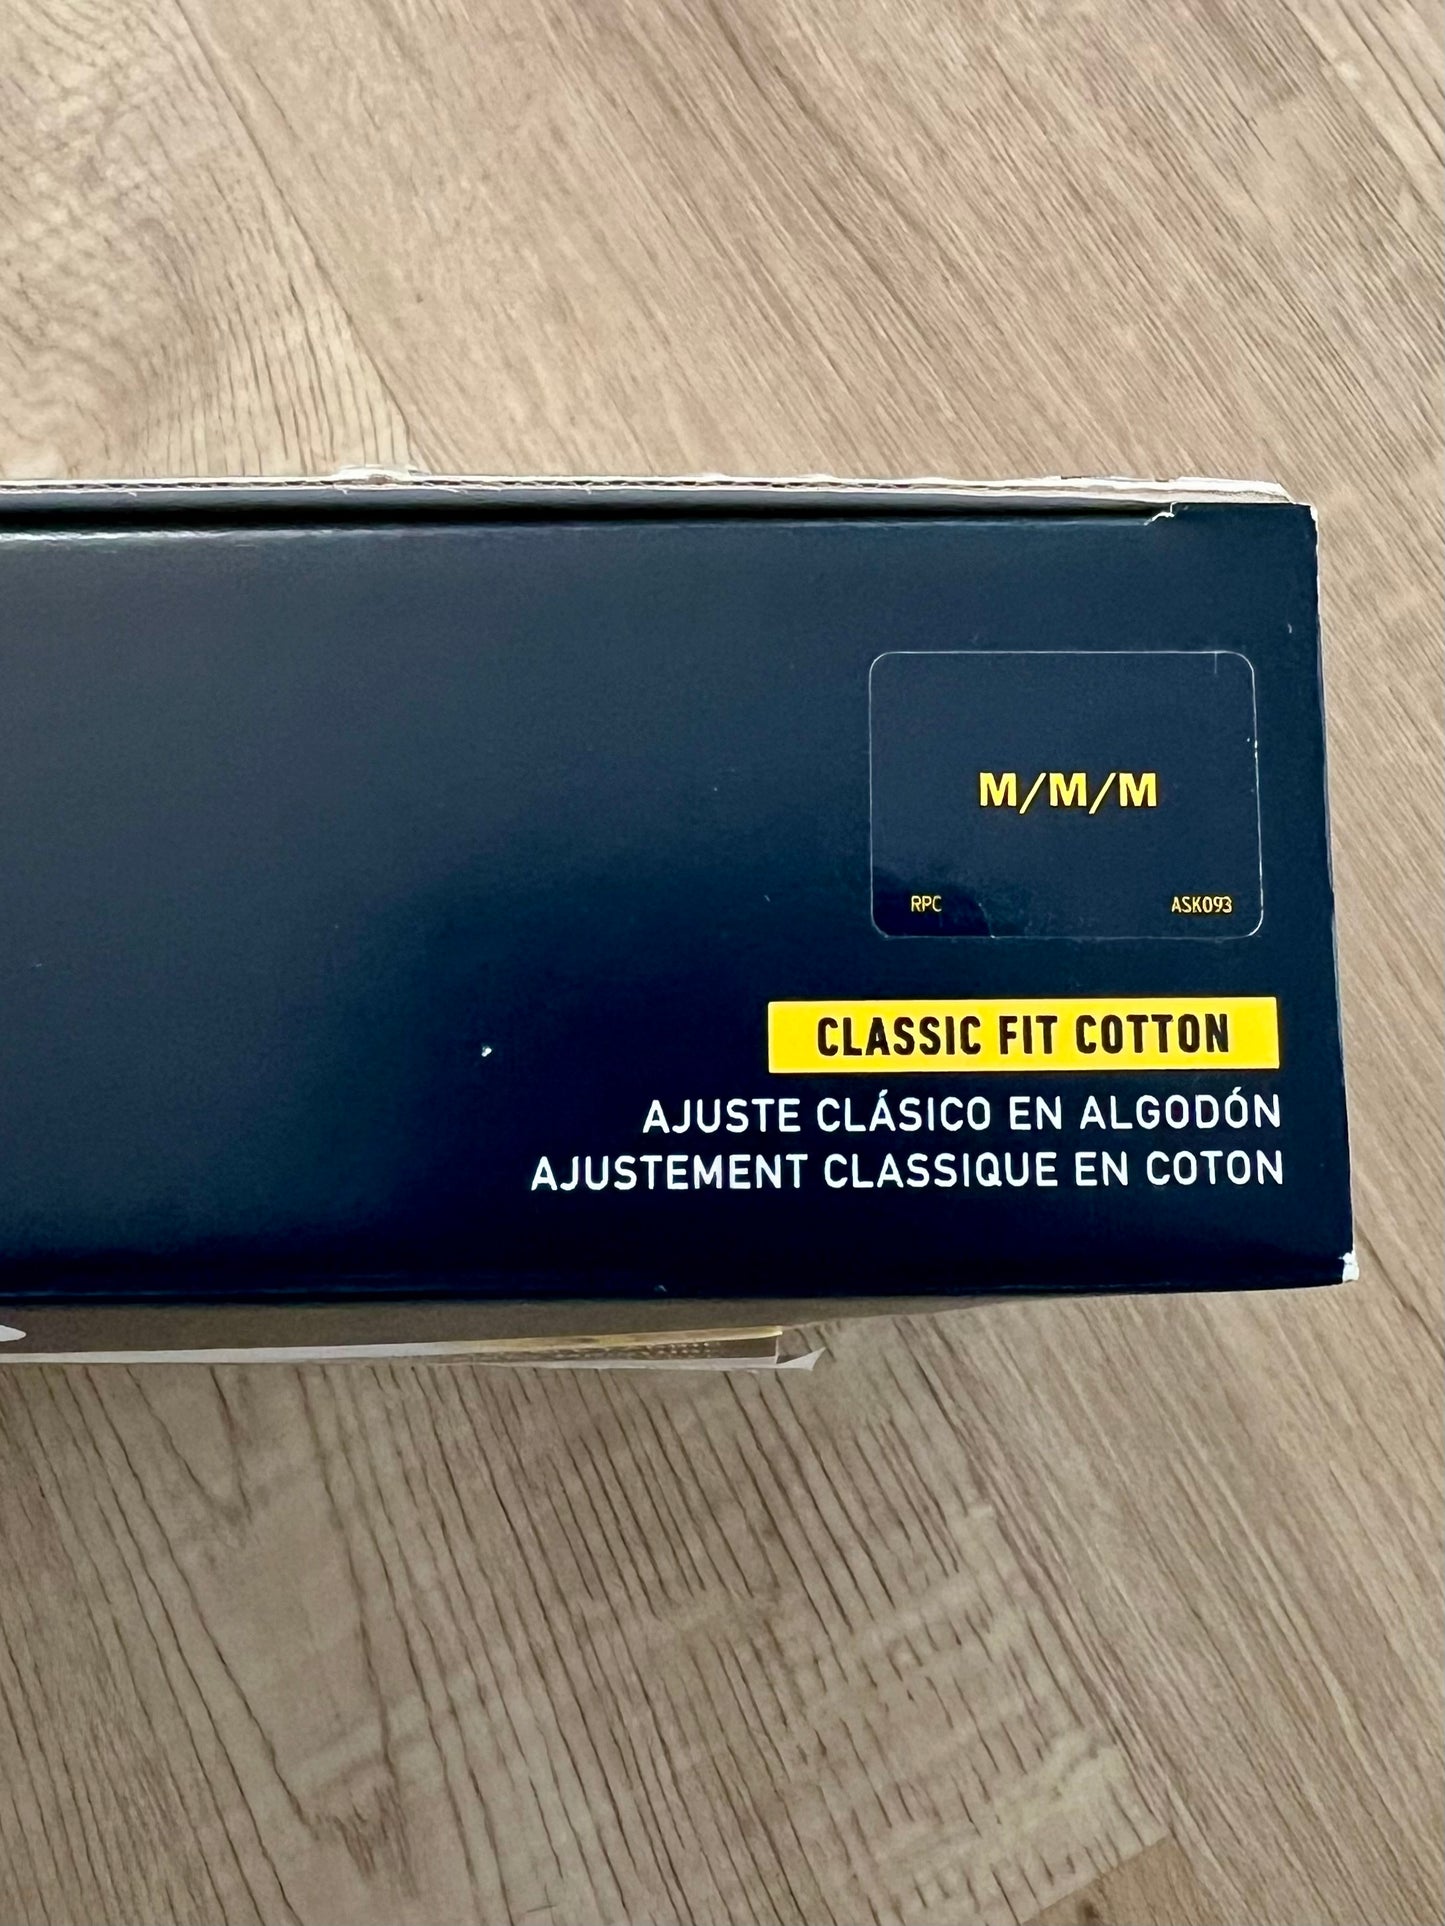 M/M/M
RPC ASK093
CLASSIC FIT COTTON
AJUSTE CLÁSICO EN ALGODÓN
AJUSTEMENT CLASSIQUE EN COTON